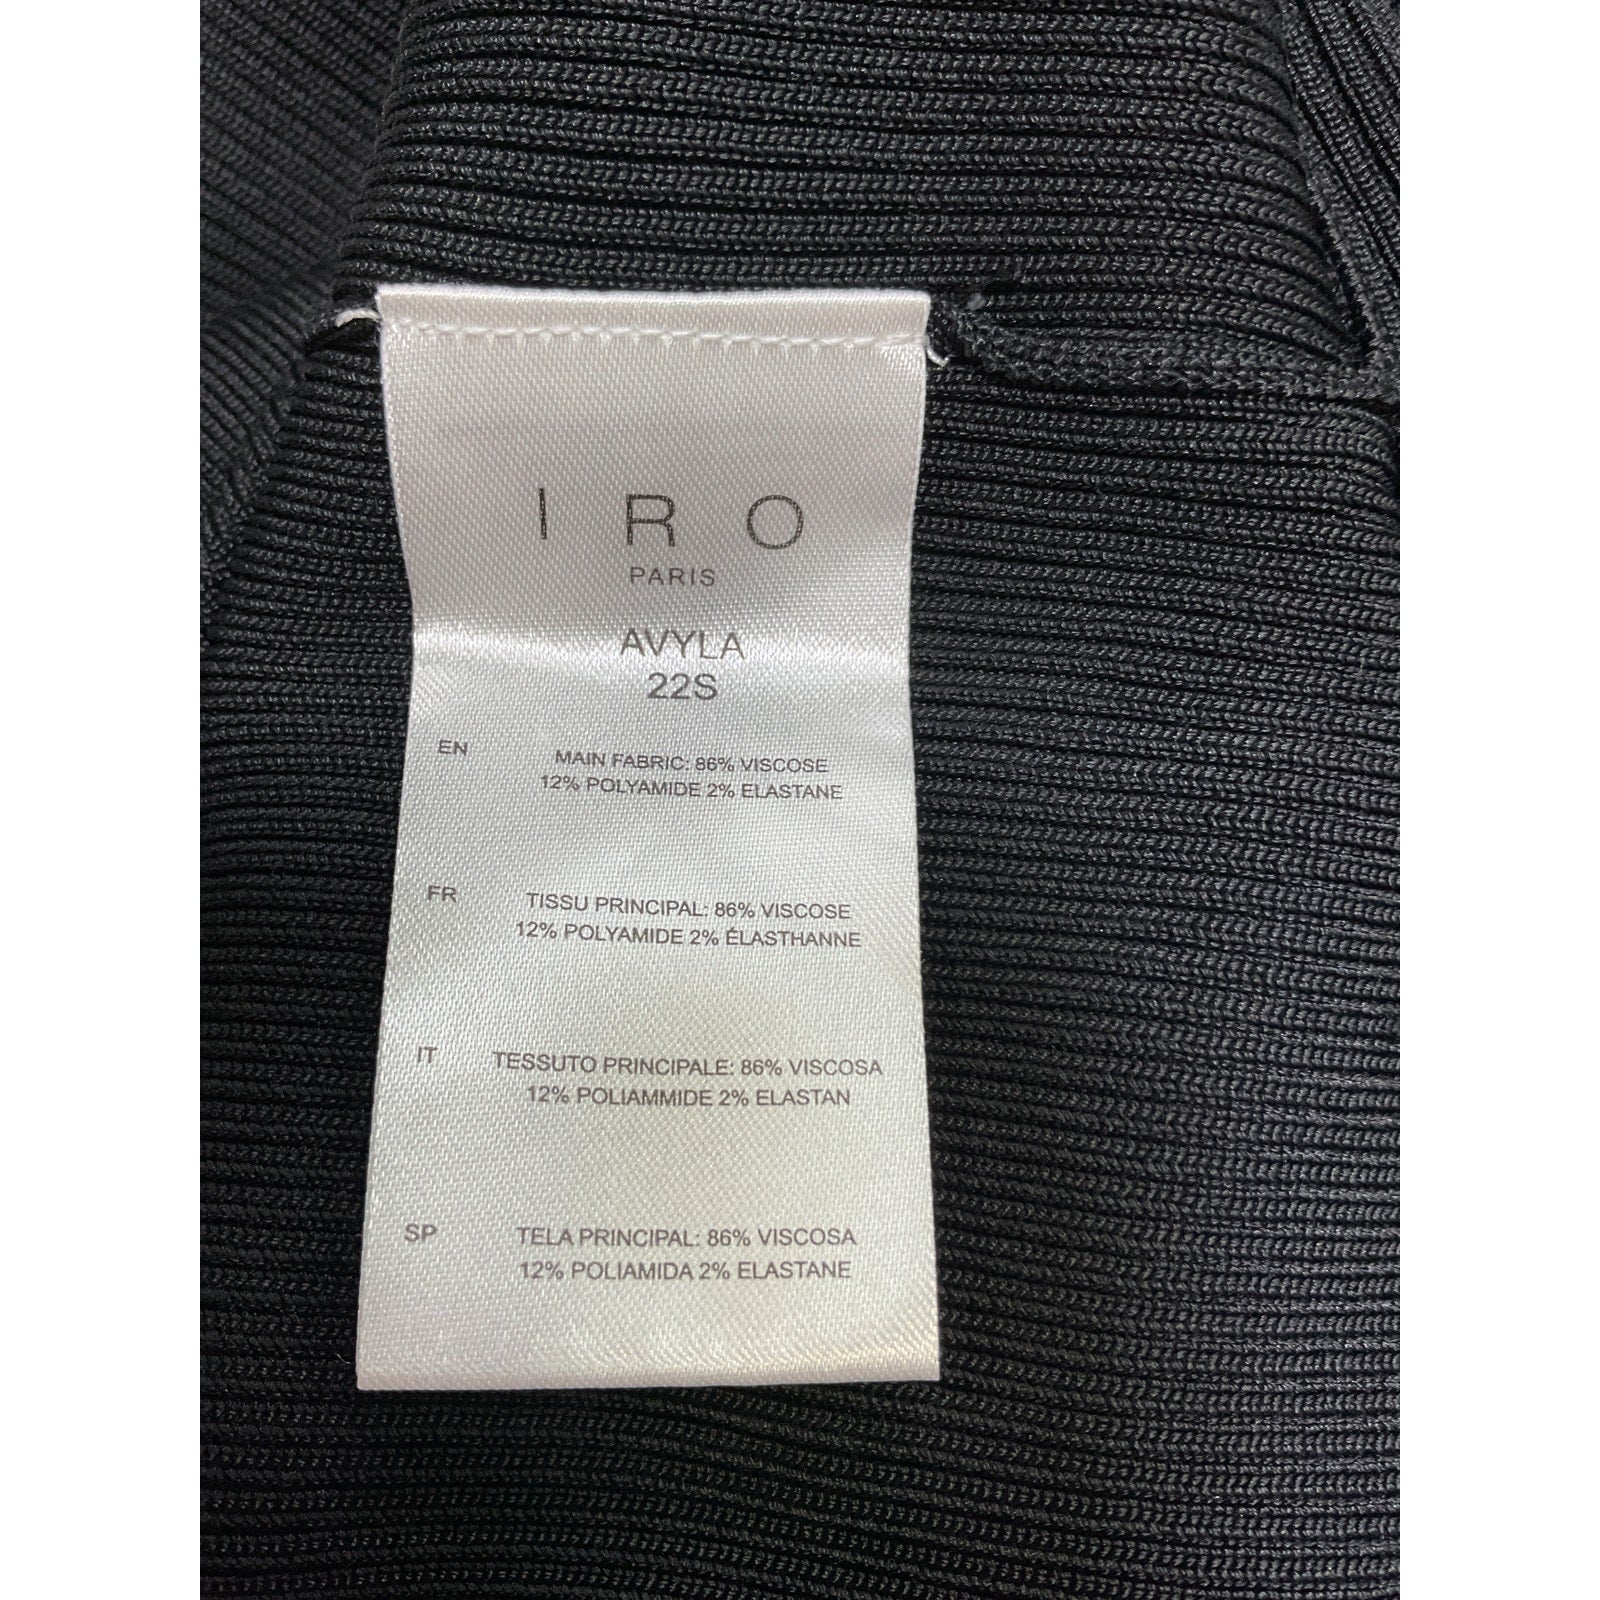 IRO
PARIS
AVYLA
22S
EN MAIN FABRIC: 86% VISCOSE
12% POLYAMIDE 2% ELASTANE
FR TISSU PRINCIPAL: 86% VISCOSE
12% POLYAMIDE 2% ÉLASTHANNE
IT TESSUTO PRINCIPALE: 86% VISCOSA
12% POLIAMMIDE 2% ELASTAN
SP TELA PRINCIPAL: 86% VISCOSA
12% POLIAMIDA 2% ELASTANE